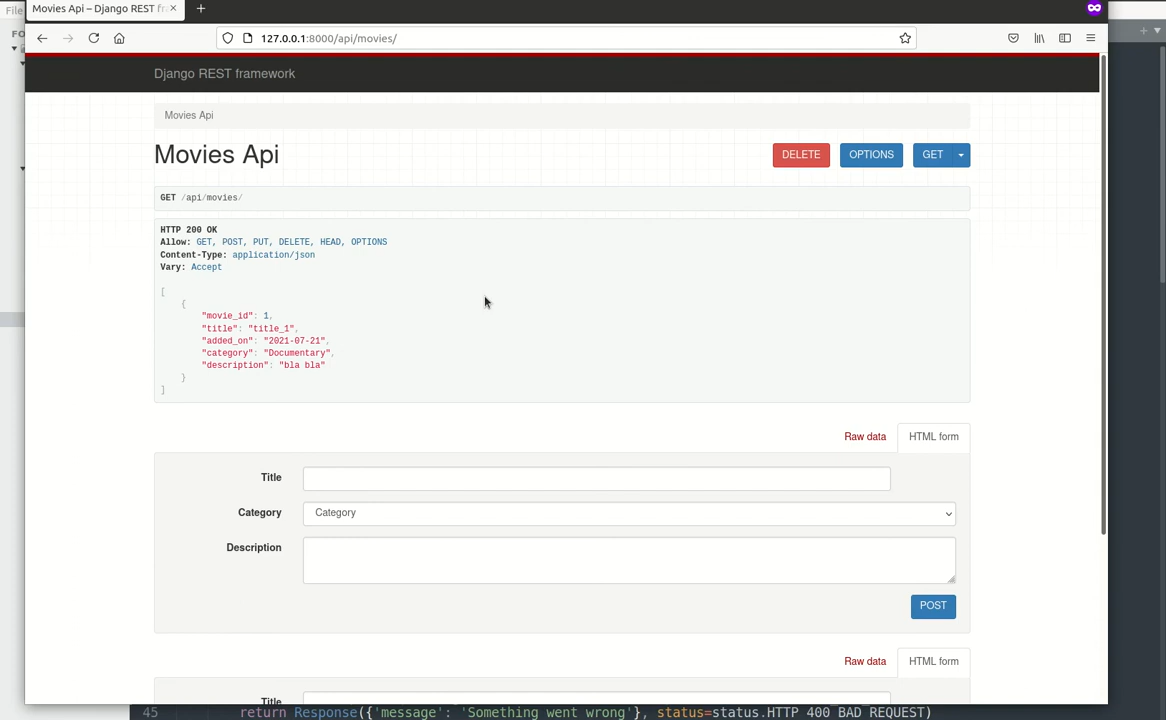 File
Movies Api – Django REST fr
FO
127.0.0.1:8000/api/movies/
Django REST framework
Movies Api
Movies Api
DELETE
OPTIONS
GET
GET /api/movies/
HTTP 200 OK
Allow: GET, POST, PUT, DELETE, HEAD, OPTIONS
Content-Type: application/json
Vary: Accept
[
{
"movie_id": 1,
"title": "title_1",
"added_on": "2021-07-21",
"category": "Documentary",
"description": "bla bla"
}
]
Raw data
HTML form
Title
Category
Category
Description
POST
Raw data
HTML form
Title
45 return Response({'message': 'Something went wrong'}, status=status.HTTP_400_BAD_REQUEST)